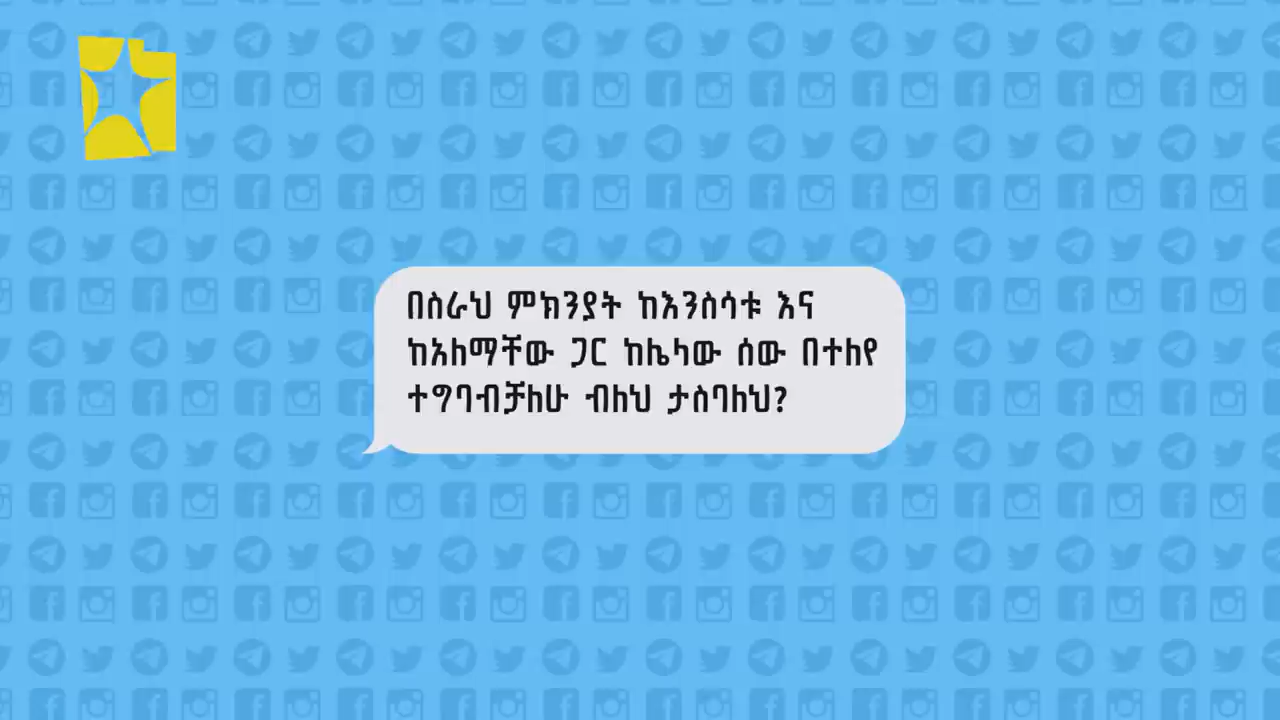 በስራህ ምክንያት ከእንስሳቱ እና
ከአለማቸው ጋር ከሌላው ሰው በተለየ
ተግባብቻለሁ ብለህ ታስባለህ?